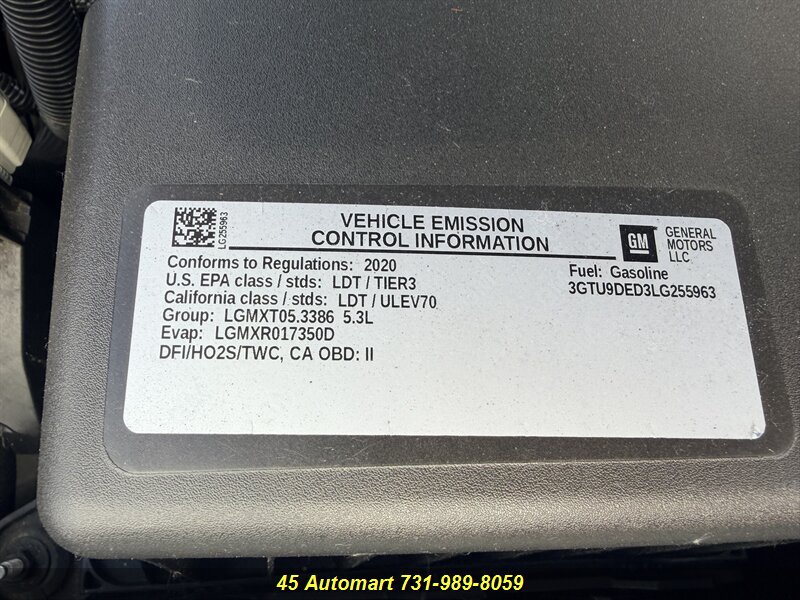 LG255963
VEHICLE EMISSION
CONTROL INFORMATION
GM
GENERAL
MOTORS
LLC
Conforms to Regulations: 2020
U.S. EPA class / stds: LDT / TIER3
California class / stds: LDT / ULEV70
Group: LGMXT05.3386 5.3L
Evap: LGMXR017350D
DFI/HO2S/TWC, CA OBD: II
Fuel: Gasoline
3GTU9DED3LG255963
45 Automart 731-989-8059